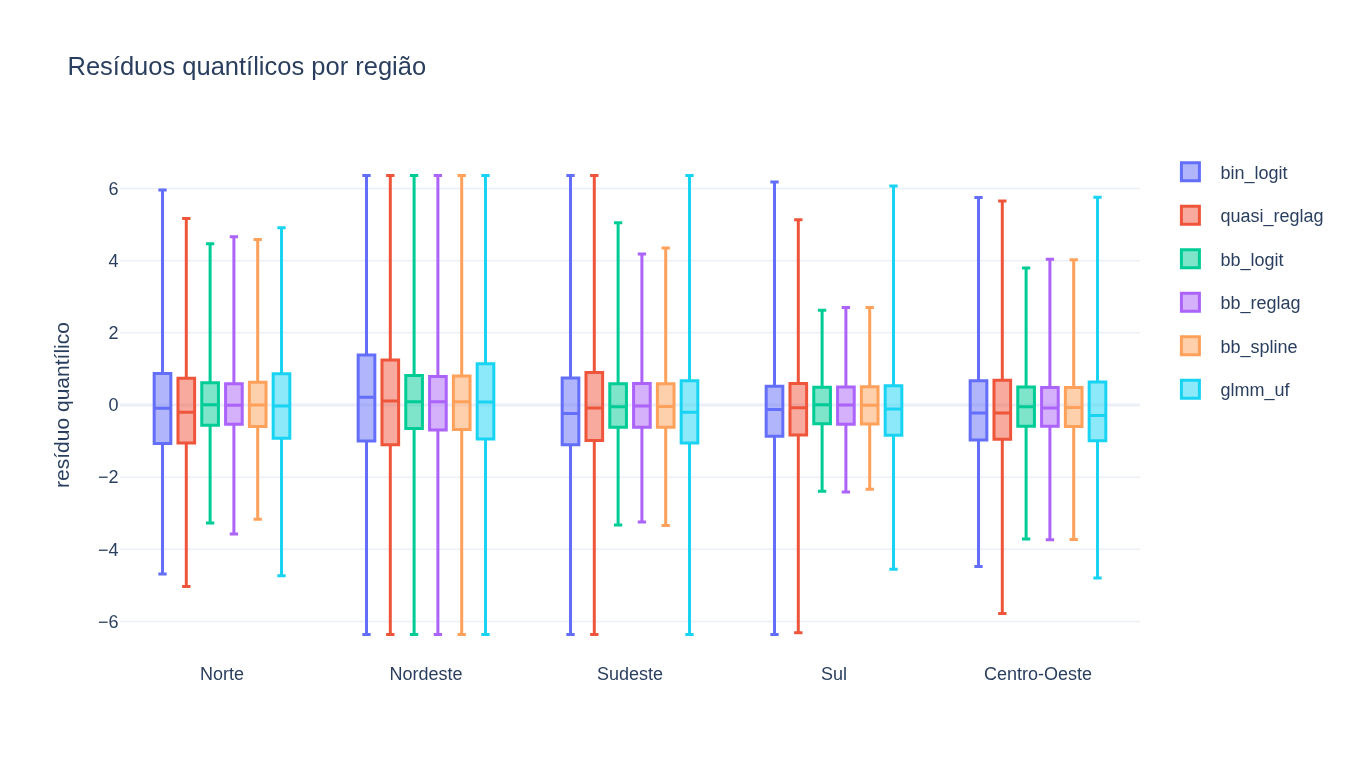 Resíduos quantílicos por região
resíduo quantílico
6
4
2
0
−2
−4
−6
Norte
Nordeste
Sudeste
Sul
Centro-Oeste
bin_logit
quasi_reglag
bb_logit
bb_reglag
bb_spline
glmm_uf